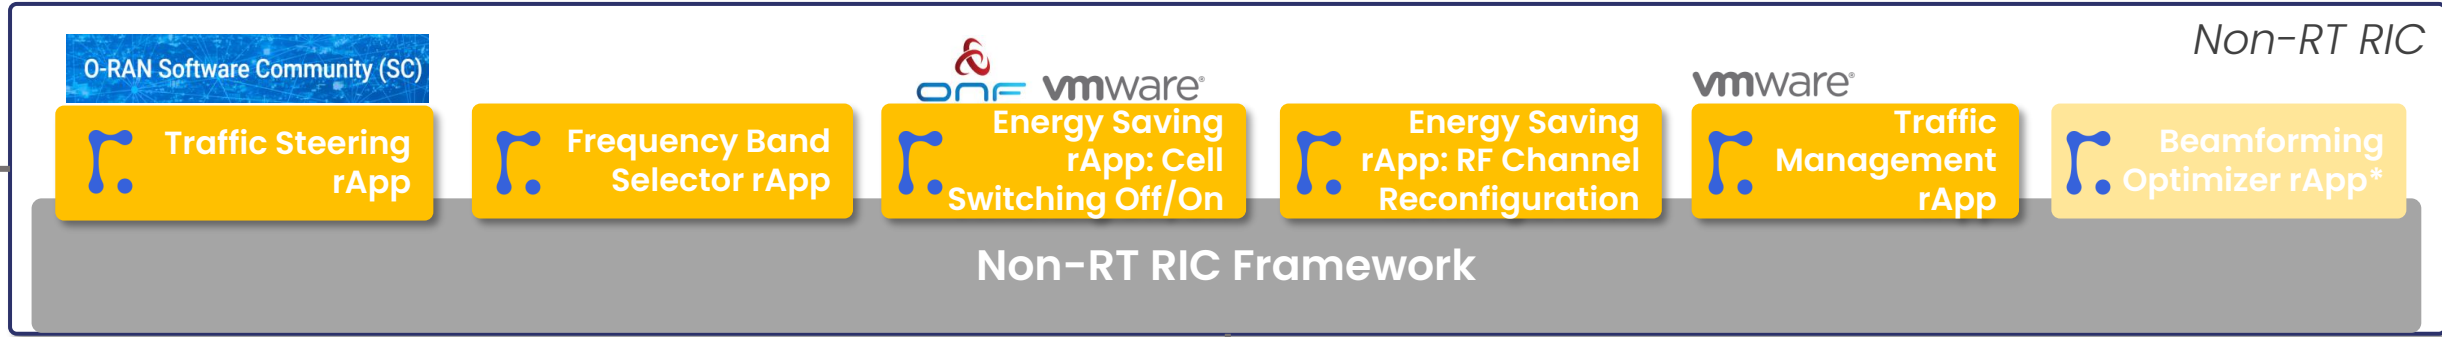 Non-RT RIC
O-RAN Software Community (SC)
ONF vmware®
vmware®
Traffic Steering
rApp
Frequency Band
Selector rApp
Energy Saving
rApp: Cell
Switching Off/On
Energy Saving
rApp: RF Channel
Reconfiguration
Traffic
Management
rApp
Beamforming
Optimizer rApp*
Non-RT RIC Framework